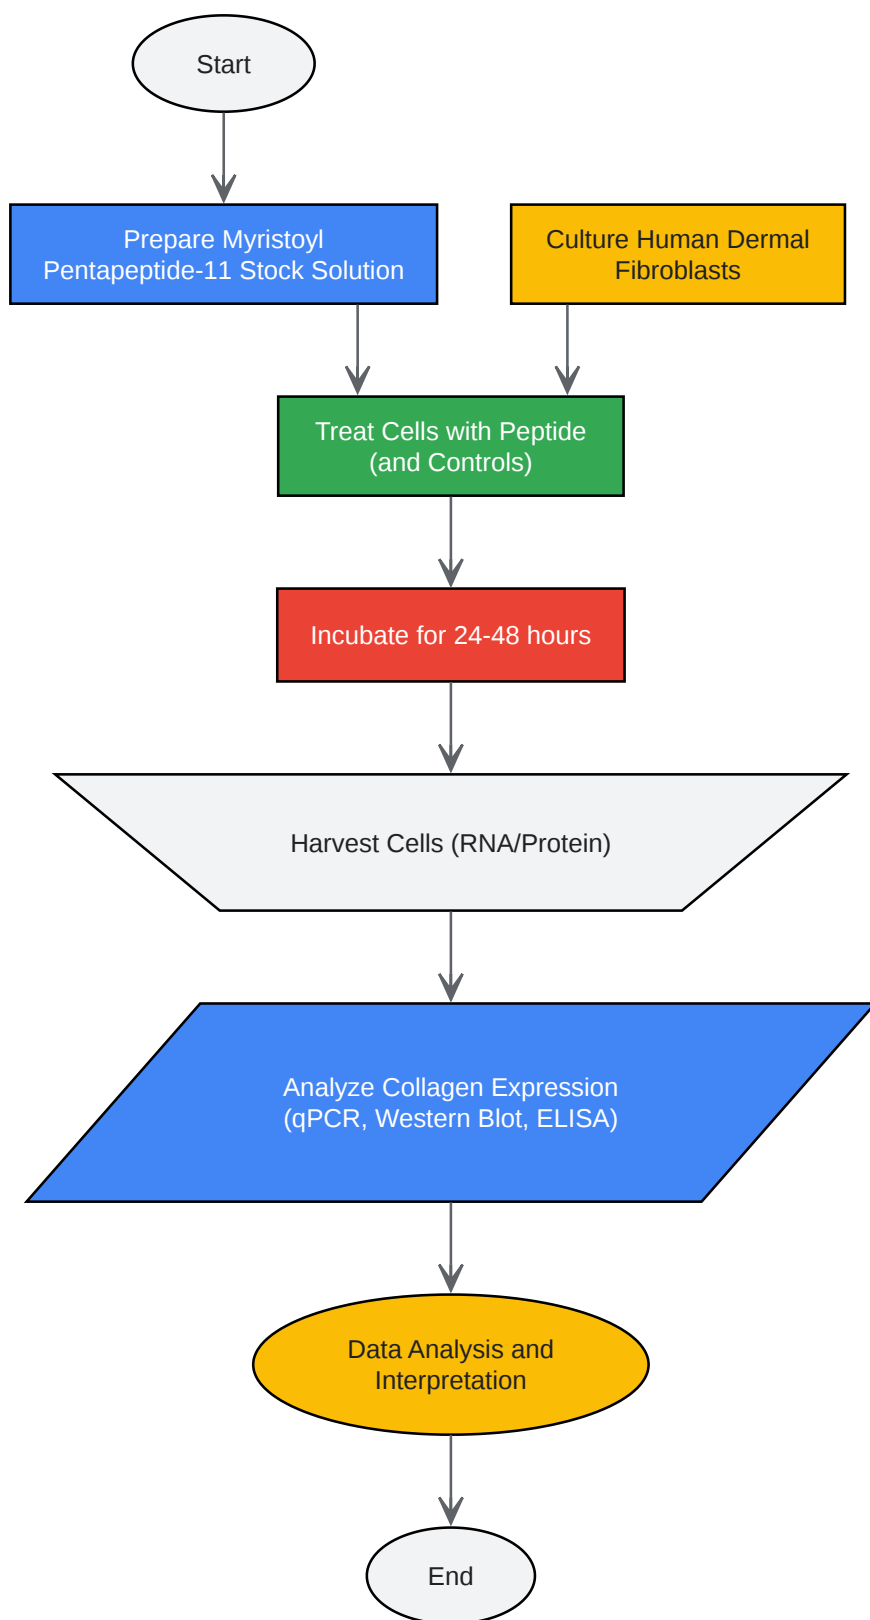 Start
Prepare Myristoyl
Pentapeptide-11 Stock Solution
Culture Human Dermal
Fibroblasts
Treat Cells with Peptide
(and Controls)
Incubate for 24-48 hours
Harvest Cells (RNA/Protein)
Analyze Collagen Expression
(qPCR, Western Blot, ELISA)
Data Analysis and
Interpretation
End